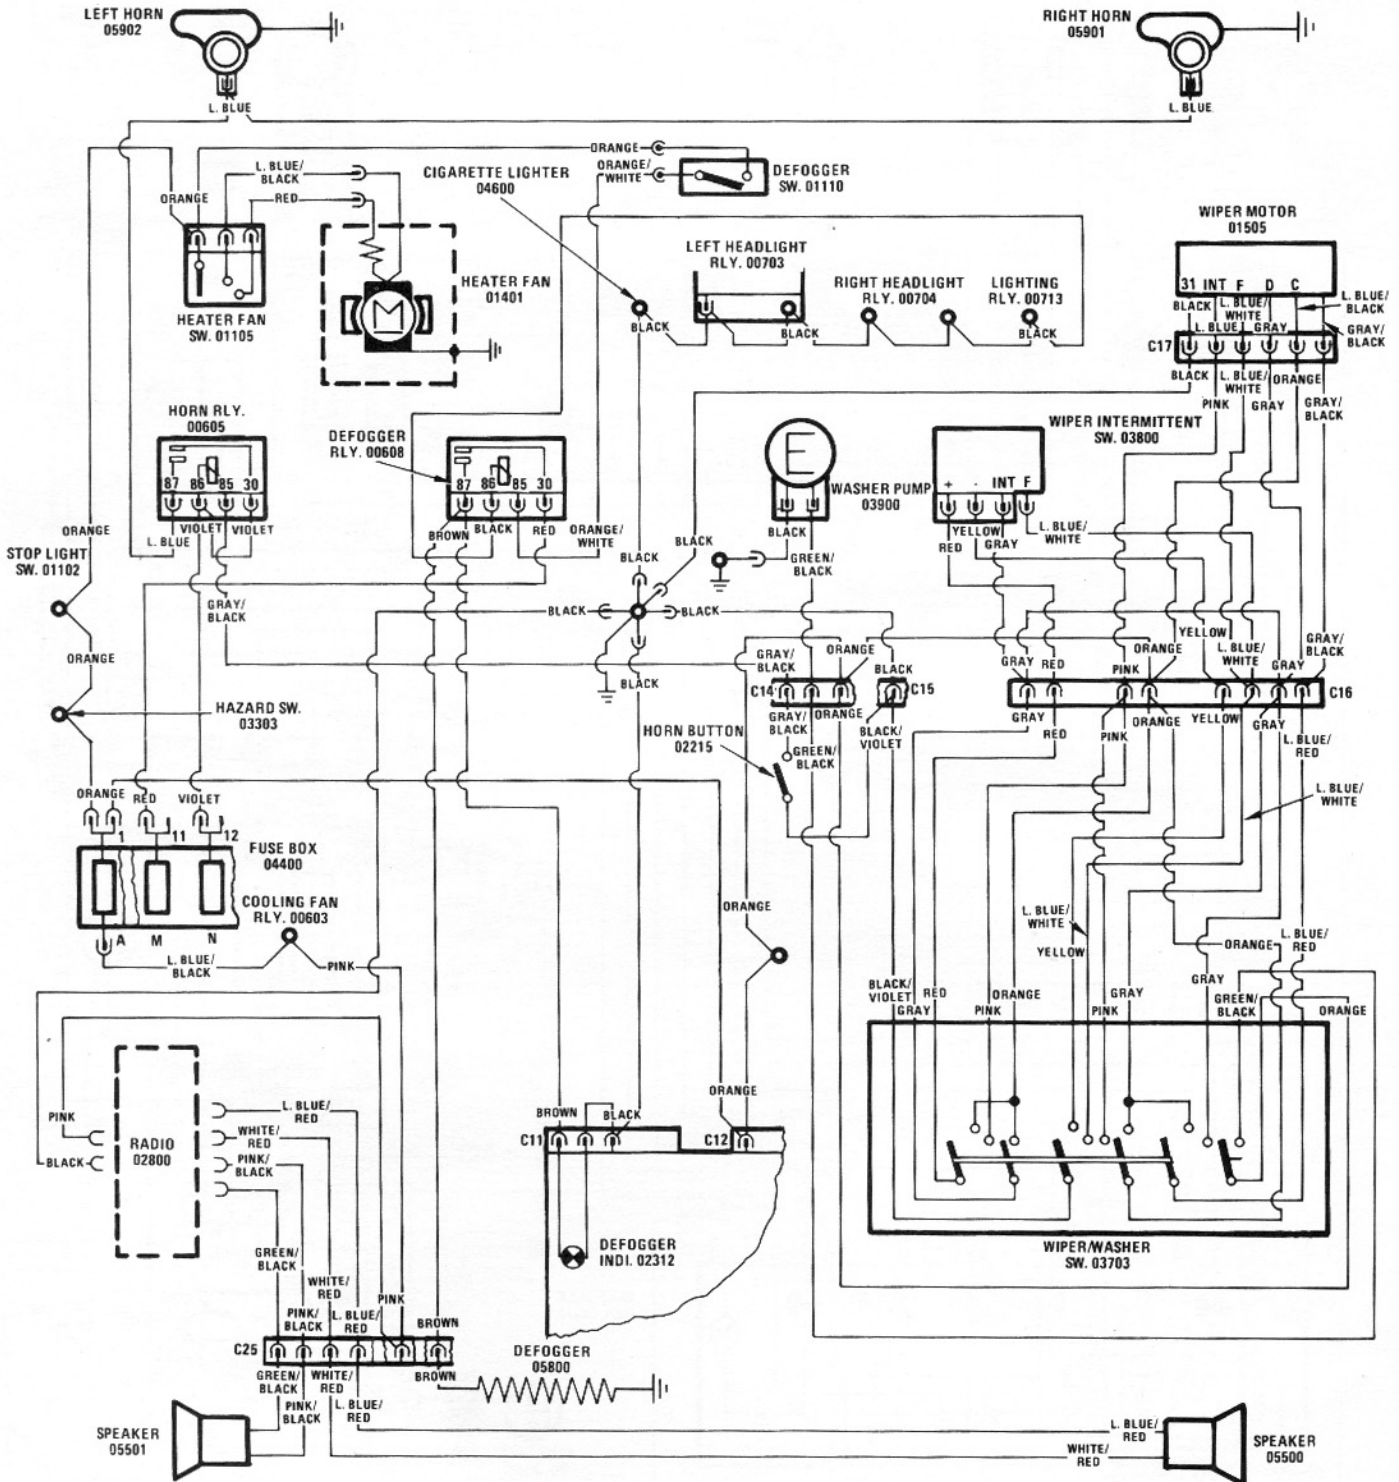 LEFT HORN
05902
RIGHT HORN
05901
L. BLUE
L. BLUE
ORANGE
ORANGE/
WHITE
DEFOGGER
SW. 01110
L. BLUE/
BLACK
RED
ORANGE
CIGARETTE LIGHTER
04600
WIPER MOTOR
01505
LEFT HEADLIGHT
RLY. 00703
RIGHT HEADLIGHT
RLY. 00704
LIGHTING
RLY. 00713
HEATER FAN
01401
M
HEATER FAN
SW. 01105
BLACK
BLACK
BLACK
31 INT F D C
BLACK
L. BLUE/
WHITE
L. BLUE
GRAY
L. BLUE/
BLACK
GRAY/
BLACK
C17
BLACK
PINK
L. BLUE/
WHITE
GRAY
ORANGE
GRAY/
BLACK
HORN RLY.
00605
87 86 85 30
VIOLET
VIOLET
L. BLUE
DEFOGGER
RLY. 00608
87 86 85 30
BROWN
BLACK
RED
ORANGE/
WHITE
E
WASHER PUMP
03900
BLACK
GREEN/
BLACK
WIPER INTERMITTENT
SW. 03800
+ - INT F
RED
YELLOW
GRAY
L. BLUE/
WHITE
ORANGE
STOP LIGHT
SW. 01102
GRAY/
BLACK
BLACK
BLACK
BLACK
BLACK
BLACK
ORANGE
HAZARD SW.
03303
GRAY/
BLACK
ORANGE
BLACK
C14
C15
GRAY/
BLACK
ORANGE
GREEN/
BLACK
BLACK/
VIOLET
HORN BUTTON
02215
GRAY
RED
PINK
ORANGE
YELLOW
L. BLUE/
WHITE
GRAY
GRAY/
BLACK
C16
GRAY
RED
PINK
ORANGE
YELLOW
GRAY
L. BLUE/
RED
L. BLUE/
WHITE
ORANGE
RED
VIOLET
1
11
12
FUSE BOX
04400
A M N
COOLING FAN
RLY. 00603
L. BLUE/
BLACK
PINK
ORANGE
L. BLUE/
WHITE
YELLOW
ORANGE
L. BLUE/
RED
BLACK/
VIOLET
GRAY
RED
PINK
ORANGE
PINK
GRAY
GRAY
GREEN/
BLACK
ORANGE
WIPER/WASHER
SW. 03703
PINK
BLACK
RADIO
02800
L. BLUE/
RED
WHITE/
RED
PINK/
BLACK
GREEN/
BLACK
BROWN
BLACK
ORANGE
C11
C12
DEFOGGER
INDI. 02312
PINK/
BLACK
WHITE/
RED
L. BLUE/
RED
PINK
BROWN
C25
GREEN/
BLACK
PINK/
BLACK
WHITE/
RED
L. BLUE/
RED
BROWN
DEFOGGER
05800
SPEAKER
05501
L. BLUE/
RED
WHITE/
RED
SPEAKER
05500